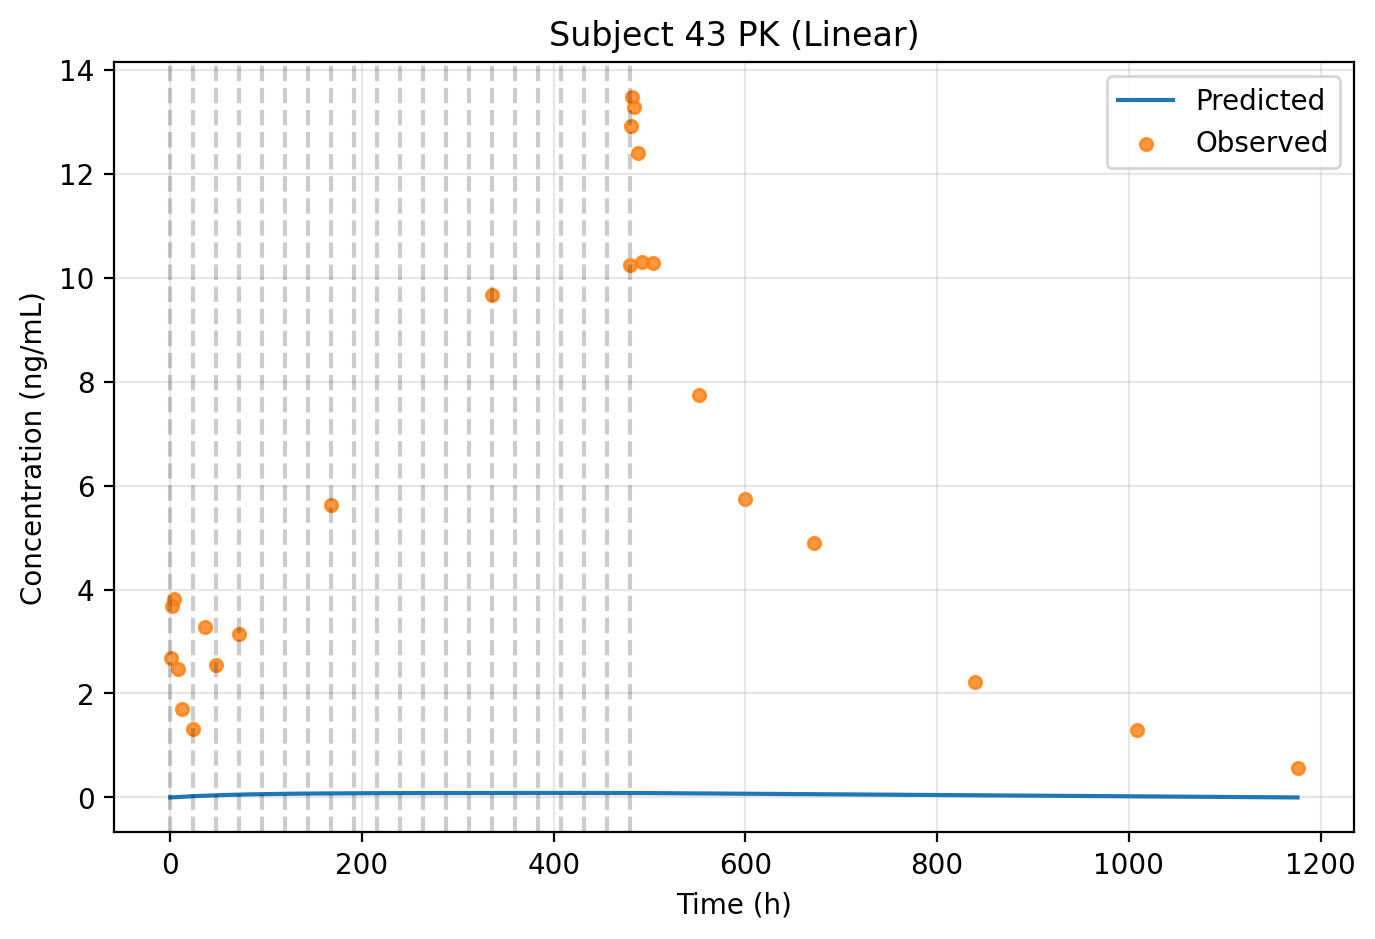 Subject 43 PK (Linear)
Predicted
Observed
Concentration (ng/mL)
14
12
10
8
6
4
2
0
0 200 400 600 800 1000 1200
Time (h)